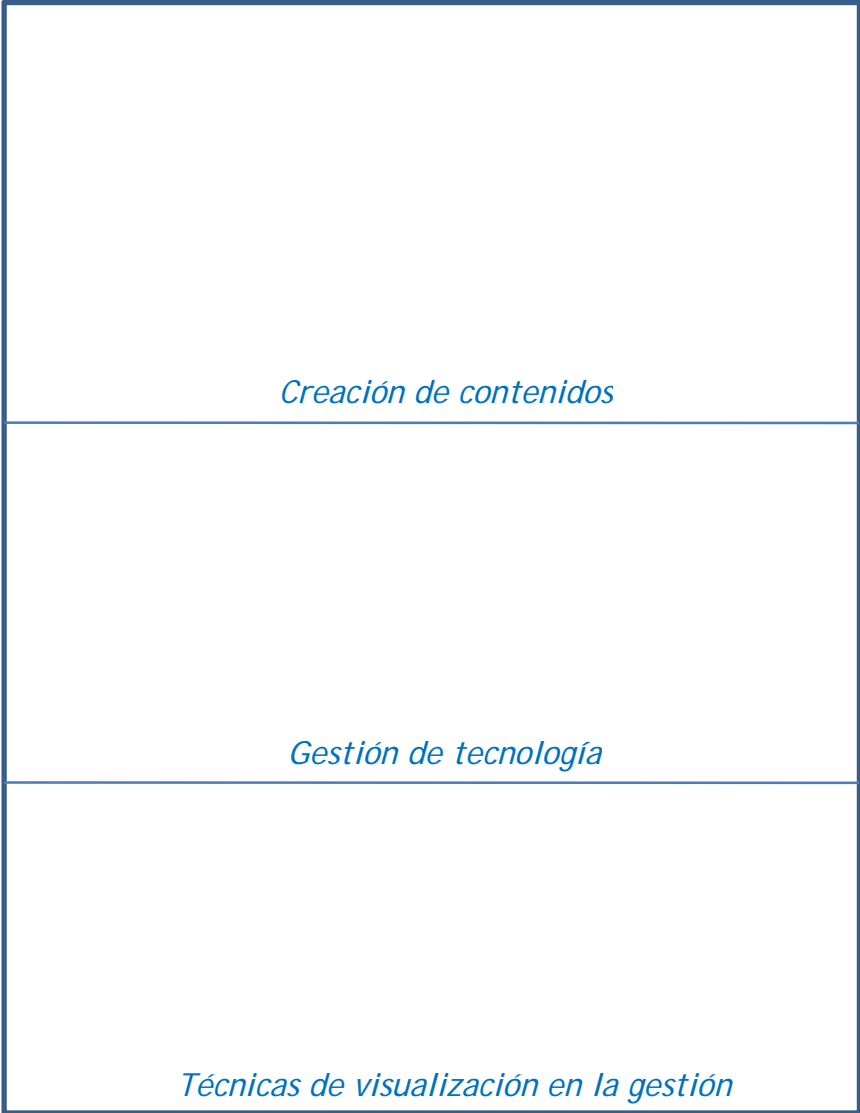 Creación de contenidos
Gestión de tecnología
Técnicas de visualización en la gestión